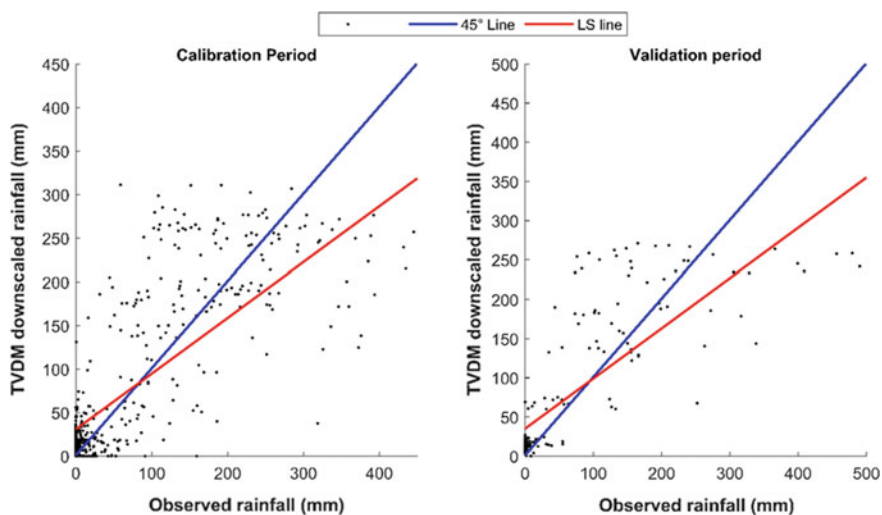 45° Line LS line
Calibration Period
450
400
350
300
250
200
150
100
50
0
0 100 200 300 400
TVDM downscaled rainfall (mm)
Observed rainfall (mm)
Validation period
500
450
400
350
300
250
200
150
100
50
0
0 100 200 300 400 500
TVDM downscaled rainfall (mm)
Observed rainfall (mm)